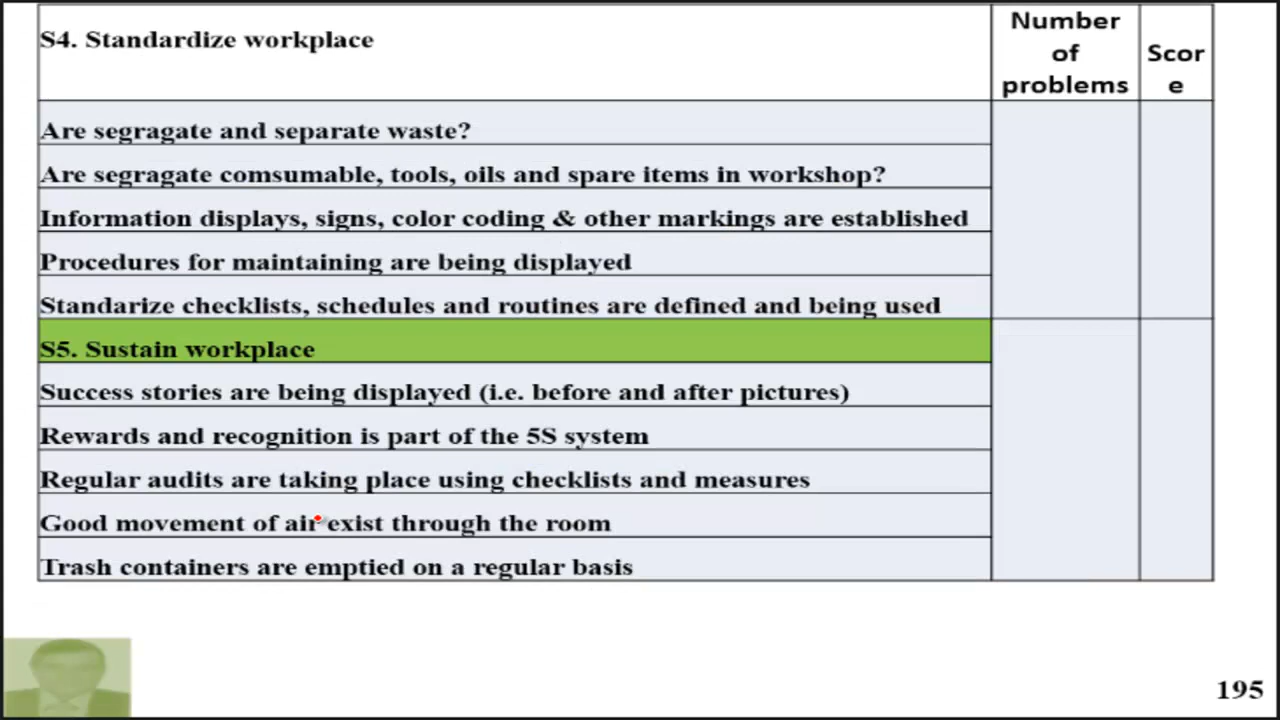 S4. Standardize workplace
Number
of
problems
Scor
e
Are segragate and separate waste?
Are segragate comsumable, tools, oils and spare items in workshop?
Information displays, signs, color coding & other markings are established
Procedures for maintaining are being displayed
Standarize checklists, schedules and routines are defined and being used
S5. Sustain workplace
Success stories are being displayed (i.e. before and after pictures)
Rewards and recognition is part of the 5S system
Regular audits are taking place using checklists and measures
Good movement of air exist through the room
Trash containers are emptied on a regular basis
195